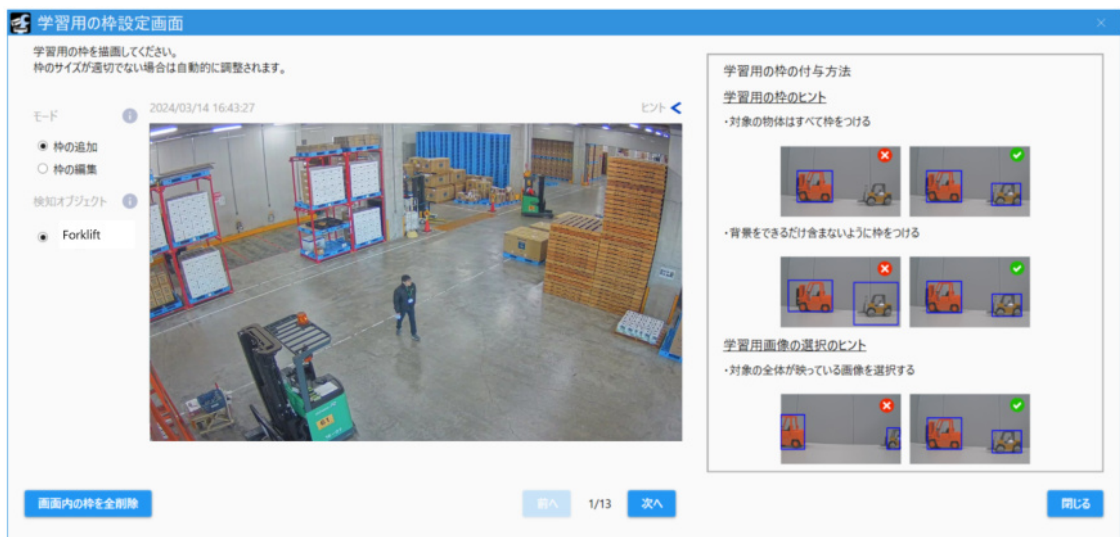 学習用の枠設定画面
学習用の枠を描画してください。
枠のサイズが適切でない場合は自動的に調整されます。
モード
2024/03/14 16:43:27
ヒント
枠の追加
枠の編集
検知オブジェクト
Forklift
画面内の枠を全削除
前へ
1/13
次へ
学習用の枠の付与方法
学習用の枠のヒント
・対象の物体はすべて枠をつける
・背景をできるだけ含まないように枠をつける
学習用画像の選択のヒント
・対象の全体が映っている画像を選択する
閉じる